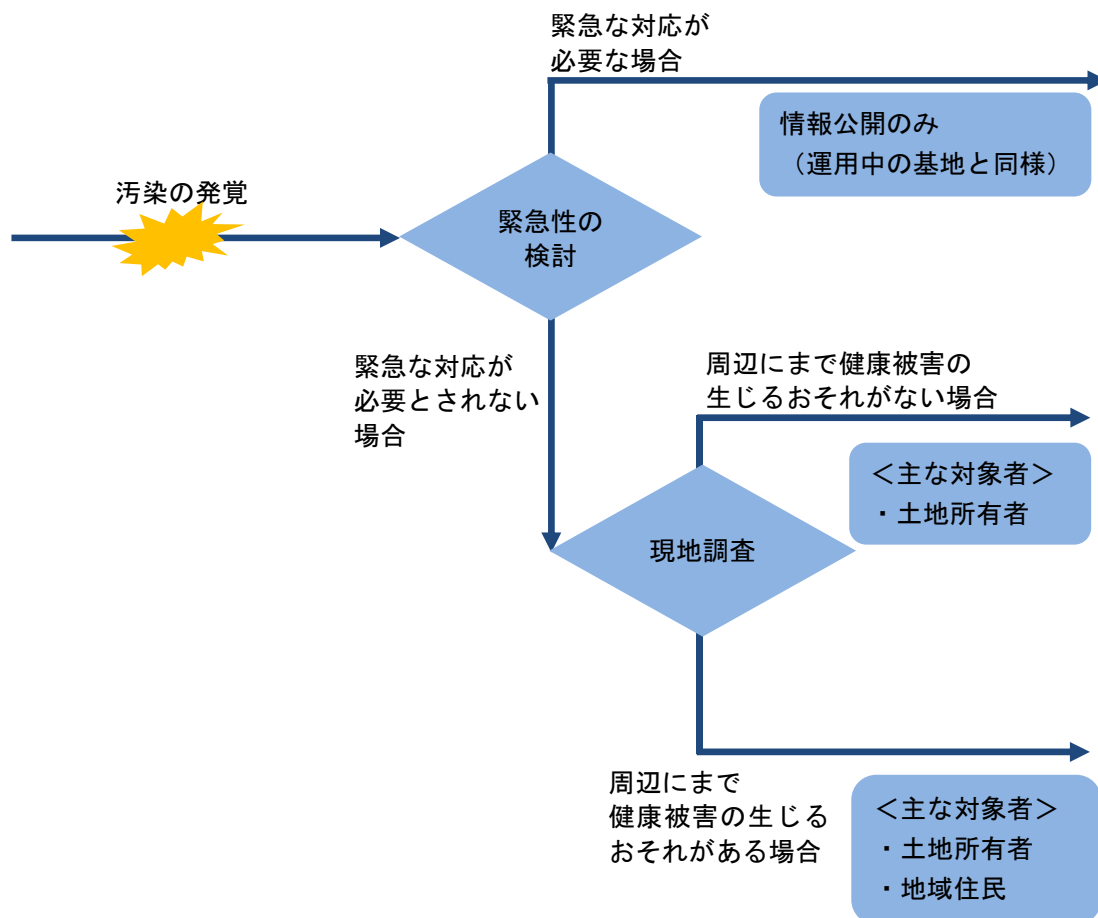 緊急な対応が
必要な場合
情報公開のみ
（運用中の基地と同様）
汚染の発覚
緊急性の
検討
緊急な対応が
必要とされない
場合
周辺にまで健康被害の
生じるおそれがない場合
＜主な対象者＞
・土地所有者
現地調査
周辺にまで
健康被害の生じる
おそれがある場合
＜主な対象者＞
・土地所有者
・地域住民